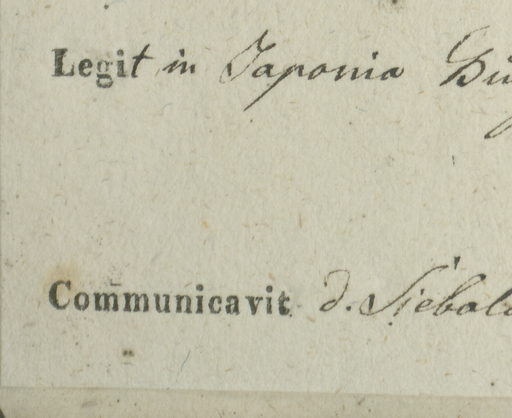 Legit in Japonia
Communicavit d. Siebold